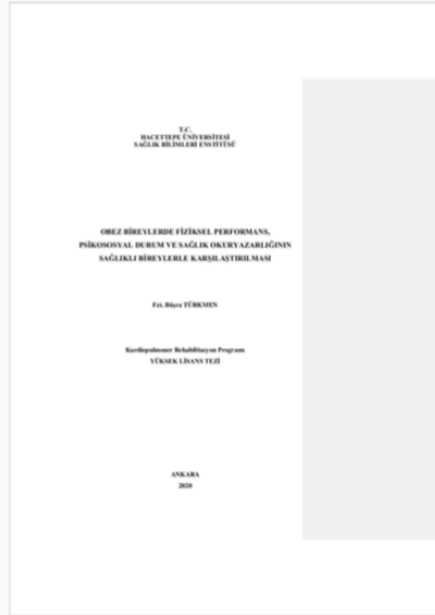 T.C.
HACETTEPE ÜNİVERSİTESİ
SAĞLIK BİLİMLERİ ENSTİTÜSÜ
OBEZ BİREYLERDE FİZİKSEL PERFORMANS,
PSİKOSOSYAL DURUM VE SAĞLIK OKURYAZARLIĞININ
SAĞLIKLI BİREYLERLE KARŞILAŞTIRILMASI
Fzt. Büşra TÜRKMEN
Kardiopulmoner Rehabilitasyon Programı
YÜKSEK LİSANS TEZİ
ANKARA
2020